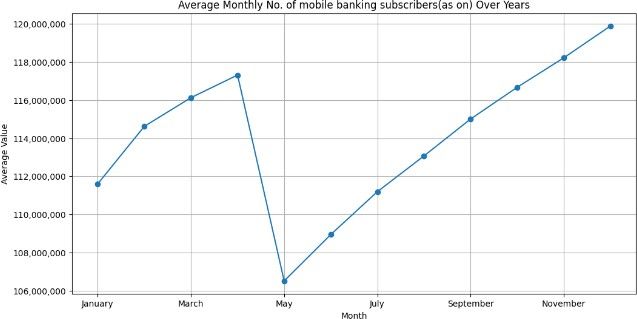 Average Monthly No. of mobile banking subscribers(as on) Over Years
120,000,000
118,000,000
116,000,000
114,000,000
112,000,000
110,000,000
108,000,000
106,000,000
Average Value
January March May July September November
Month